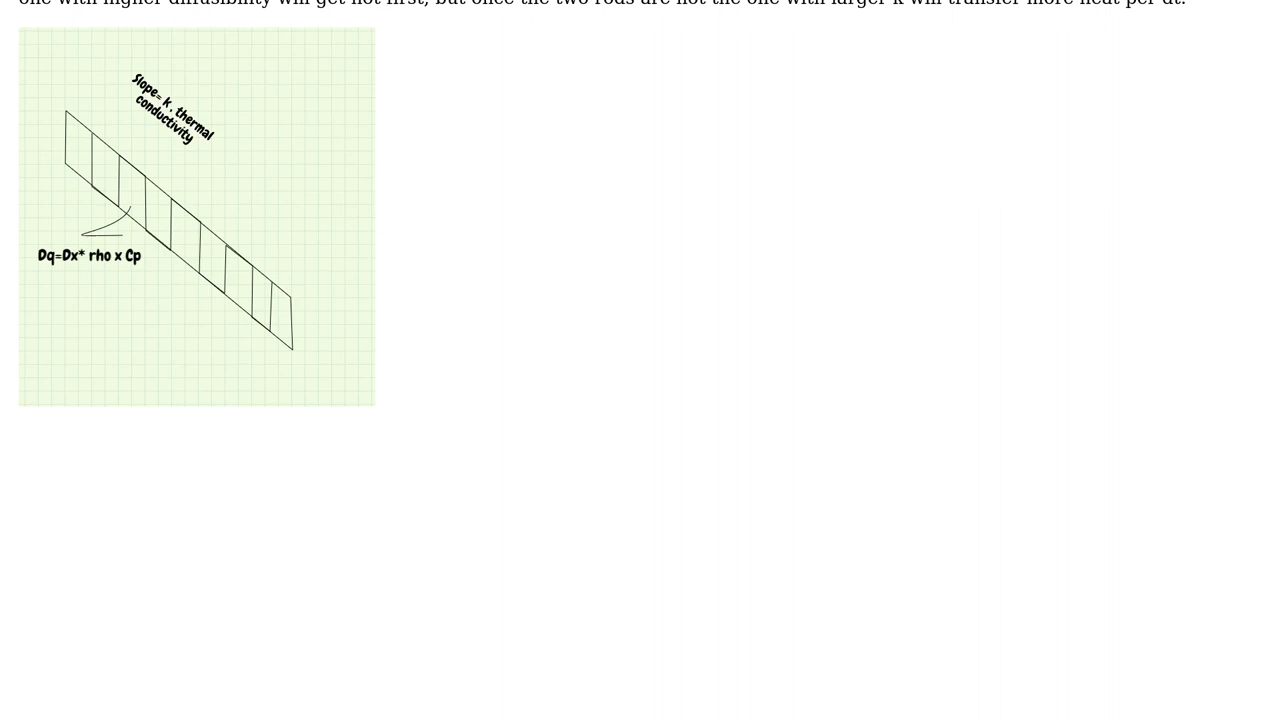 one with higher diffusibility will get hot first, but once the two rods are hot the one with larger k will transfer more heat per dt.
Slope= k , thermal
conductivity
Dq=Dx* rho x Cp